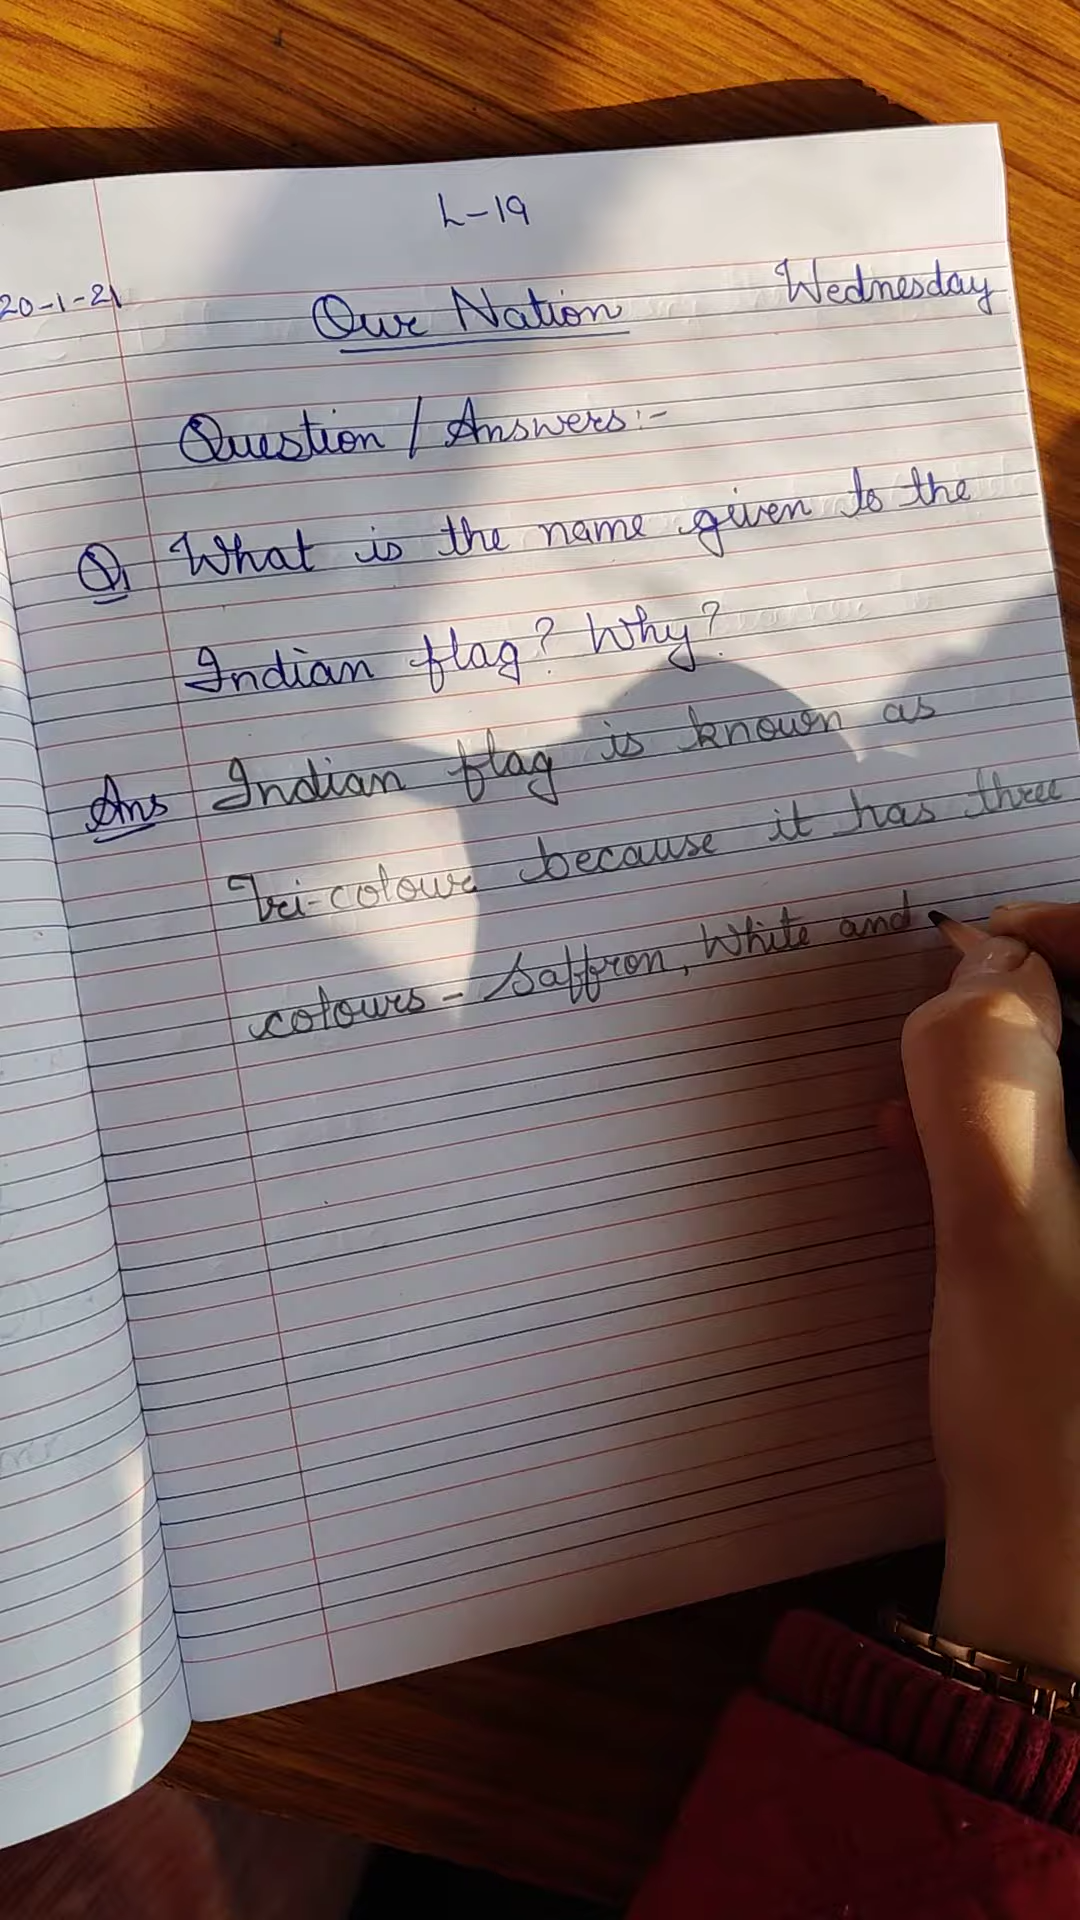 L-19
20-1-21
Our Nation
Wednesday
Question / Answers:-
Q1 What is the name given to the
Indian flag? Why?
Ans Indian flag is known as
Tri-colour because it has three
colours - Saffron, White and